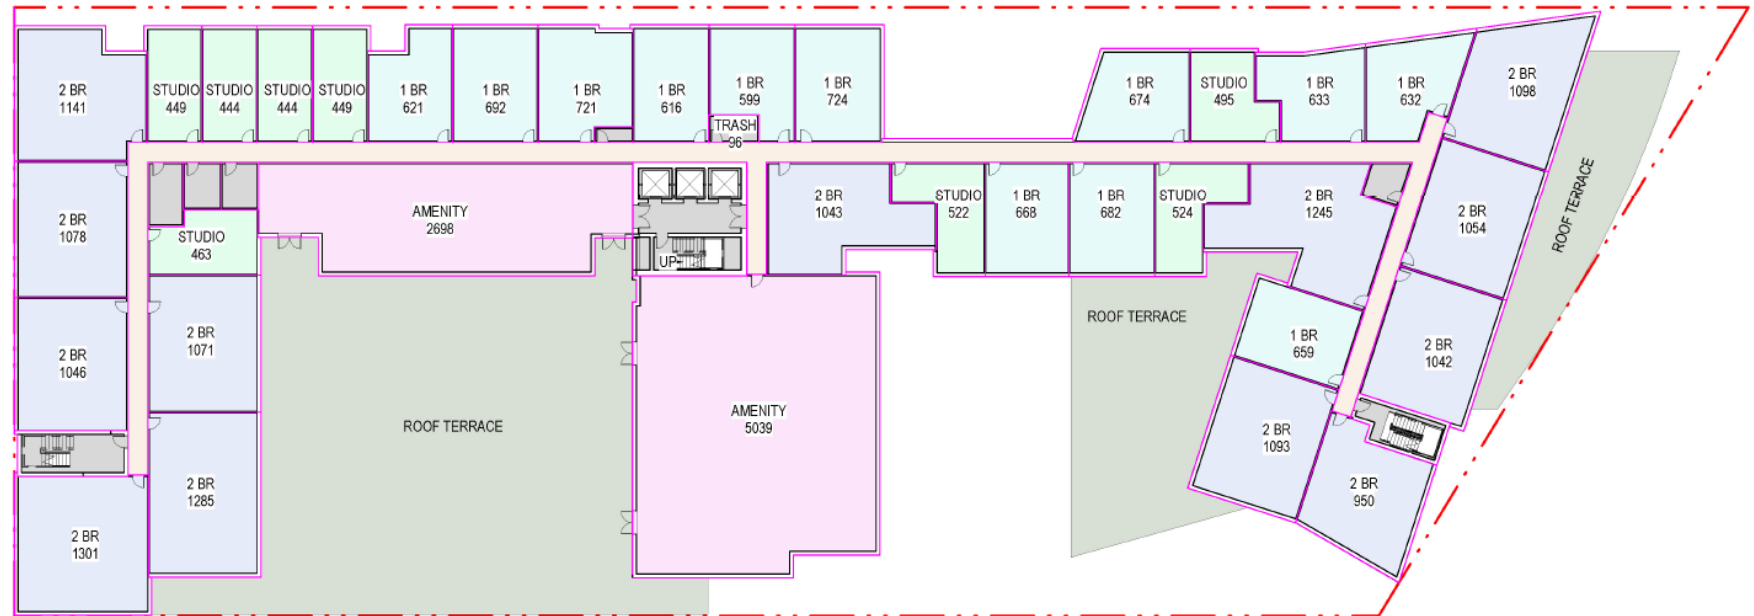 2 BR
1141
STUDIO
449
STUDIO
444
STUDIO
444
STUDIO
449
1 BR
621
1 BR
692
1 BR
721
1 BR
616
1 BR
599
1 BR
724
TRASH
96
1 BR
674
STUDIO
495
1 BR
633
1 BR
632
2 BR
1098
2 BR
1078
STUDIO
463
AMENITY
2698
UP
2 BR
1043
STUDIO
522
1 BR
668
1 BR
682
STUDIO
524
2 BR
1245
2 BR
1054
ROOF TERRACE
2 BR
1046
2 BR
1071
ROOF TERRACE
1 BR
659
2 BR
1042
ROOF TERRACE
AMENITY
5039
2 BR
1093
2 BR
950
2 BR
1285
2 BR
1301